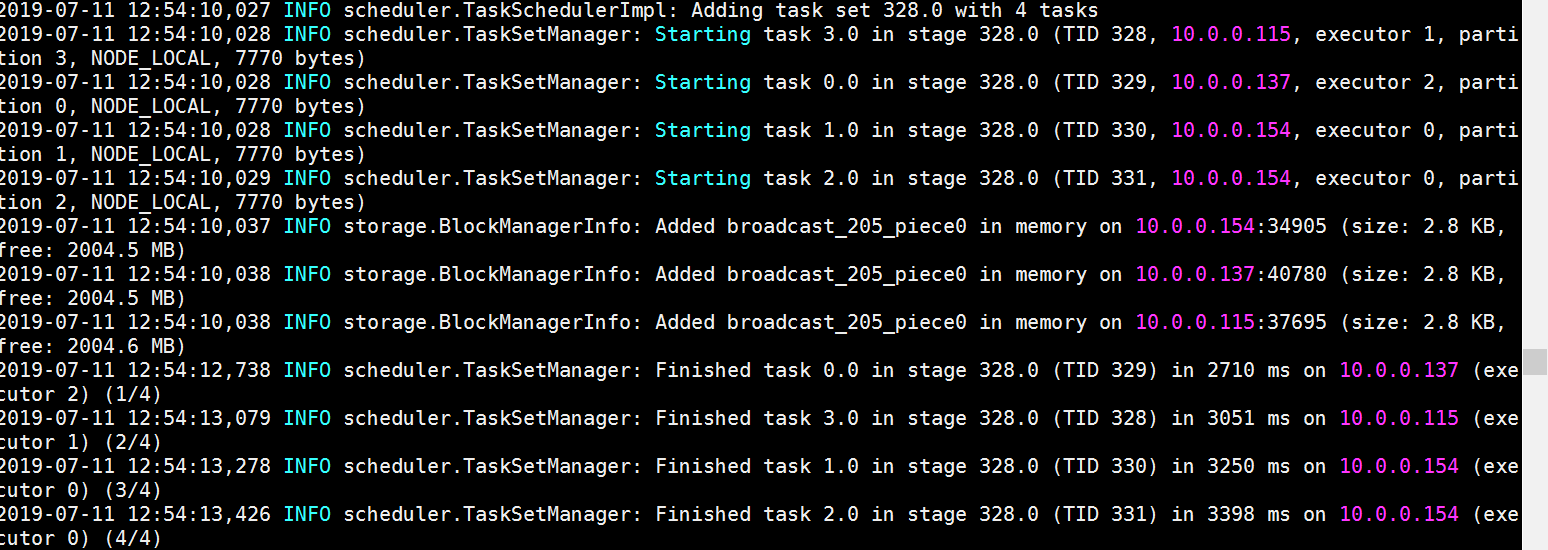 2019-07-11 12:54:10,027 INFO scheduler.TaskSchedulerImpl: Adding task set 328.0 with 4 tasks
2019-07-11 12:54:10,028 INFO scheduler.TaskSetManager: Starting task 3.0 in stage 328.0 (TID 328, 10.0.0.115, executor 1, parti
tion 3, NODE_LOCAL, 7770 bytes)
2019-07-11 12:54:10,028 INFO scheduler.TaskSetManager: Starting task 0.0 in stage 328.0 (TID 329, 10.0.0.137, executor 2, parti
tion 0, NODE_LOCAL, 7770 bytes)
2019-07-11 12:54:10,028 INFO scheduler.TaskSetManager: Starting task 1.0 in stage 328.0 (TID 330, 10.0.0.154, executor 0, parti
tion 1, NODE_LOCAL, 7770 bytes)
2019-07-11 12:54:10,029 INFO scheduler.TaskSetManager: Starting task 2.0 in stage 328.0 (TID 331, 10.0.0.154, executor 0, parti
tion 2, NODE_LOCAL, 7770 bytes)
2019-07-11 12:54:10,037 INFO storage.BlockManagerInfo: Added broadcast_205_piece0 in memory on 10.0.0.154:34905 (size: 2.8 KB,
free: 2004.5 MB)
2019-07-11 12:54:10,038 INFO storage.BlockManagerInfo: Added broadcast_205_piece0 in memory on 10.0.0.137:40780 (size: 2.8 KB,
free: 2004.5 MB)
2019-07-11 12:54:10,038 INFO storage.BlockManagerInfo: Added broadcast_205_piece0 in memory on 10.0.0.115:37695 (size: 2.8 KB,
free: 2004.6 MB)
2019-07-11 12:54:12,738 INFO scheduler.TaskSetManager: Finished task 0.0 in stage 328.0 (TID 329) in 2710 ms on 10.0.0.137 (exe
cutor 2) (1/4)
2019-07-11 12:54:13,079 INFO scheduler.TaskSetManager: Finished task 3.0 in stage 328.0 (TID 328) in 3051 ms on 10.0.0.115 (exe
cutor 1) (2/4)
2019-07-11 12:54:13,278 INFO scheduler.TaskSetManager: Finished task 1.0 in stage 328.0 (TID 330) in 3250 ms on 10.0.0.154 (exe
cutor 0) (3/4)
2019-07-11 12:54:13,426 INFO scheduler.TaskSetManager: Finished task 2.0 in stage 328.0 (TID 331) in 3398 ms on 10.0.0.154 (exe
cutor 0) (4/4)